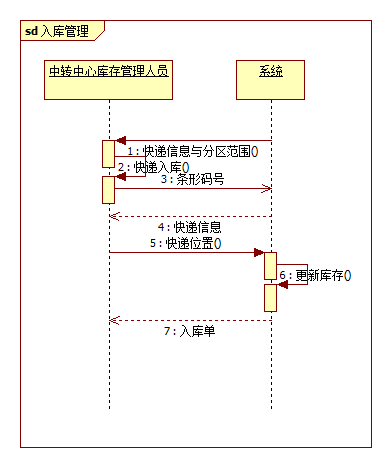 sd 入库管理
中转中心库存管理人员
系统
1：快递信息与分区范围()
2：快递入库()
3：条形码号
4：快递信息
5：快递位置()
6：更新库存()
7：入库单